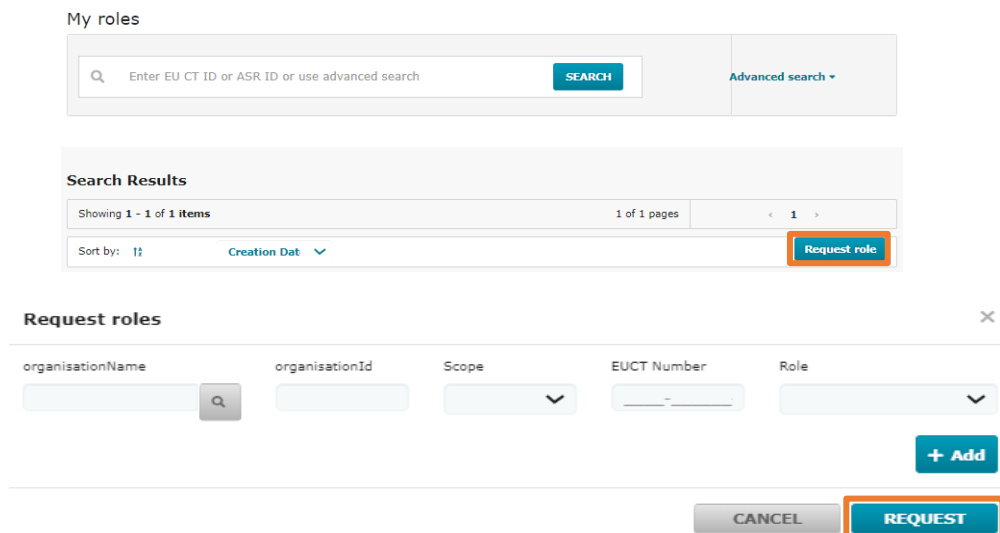 My roles
Enter EU CT ID or ASR ID or use advanced search
SEARCH
Advanced search
Search Results
Showing 1 - 1 of 1 items
1 of 1 pages
‹ 1 ›
Sort by:
Creation Dat
Request role
Request roles
organisationName
organisationId
Scope
EUCT Number
Role
+ Add
CANCEL
REQUEST